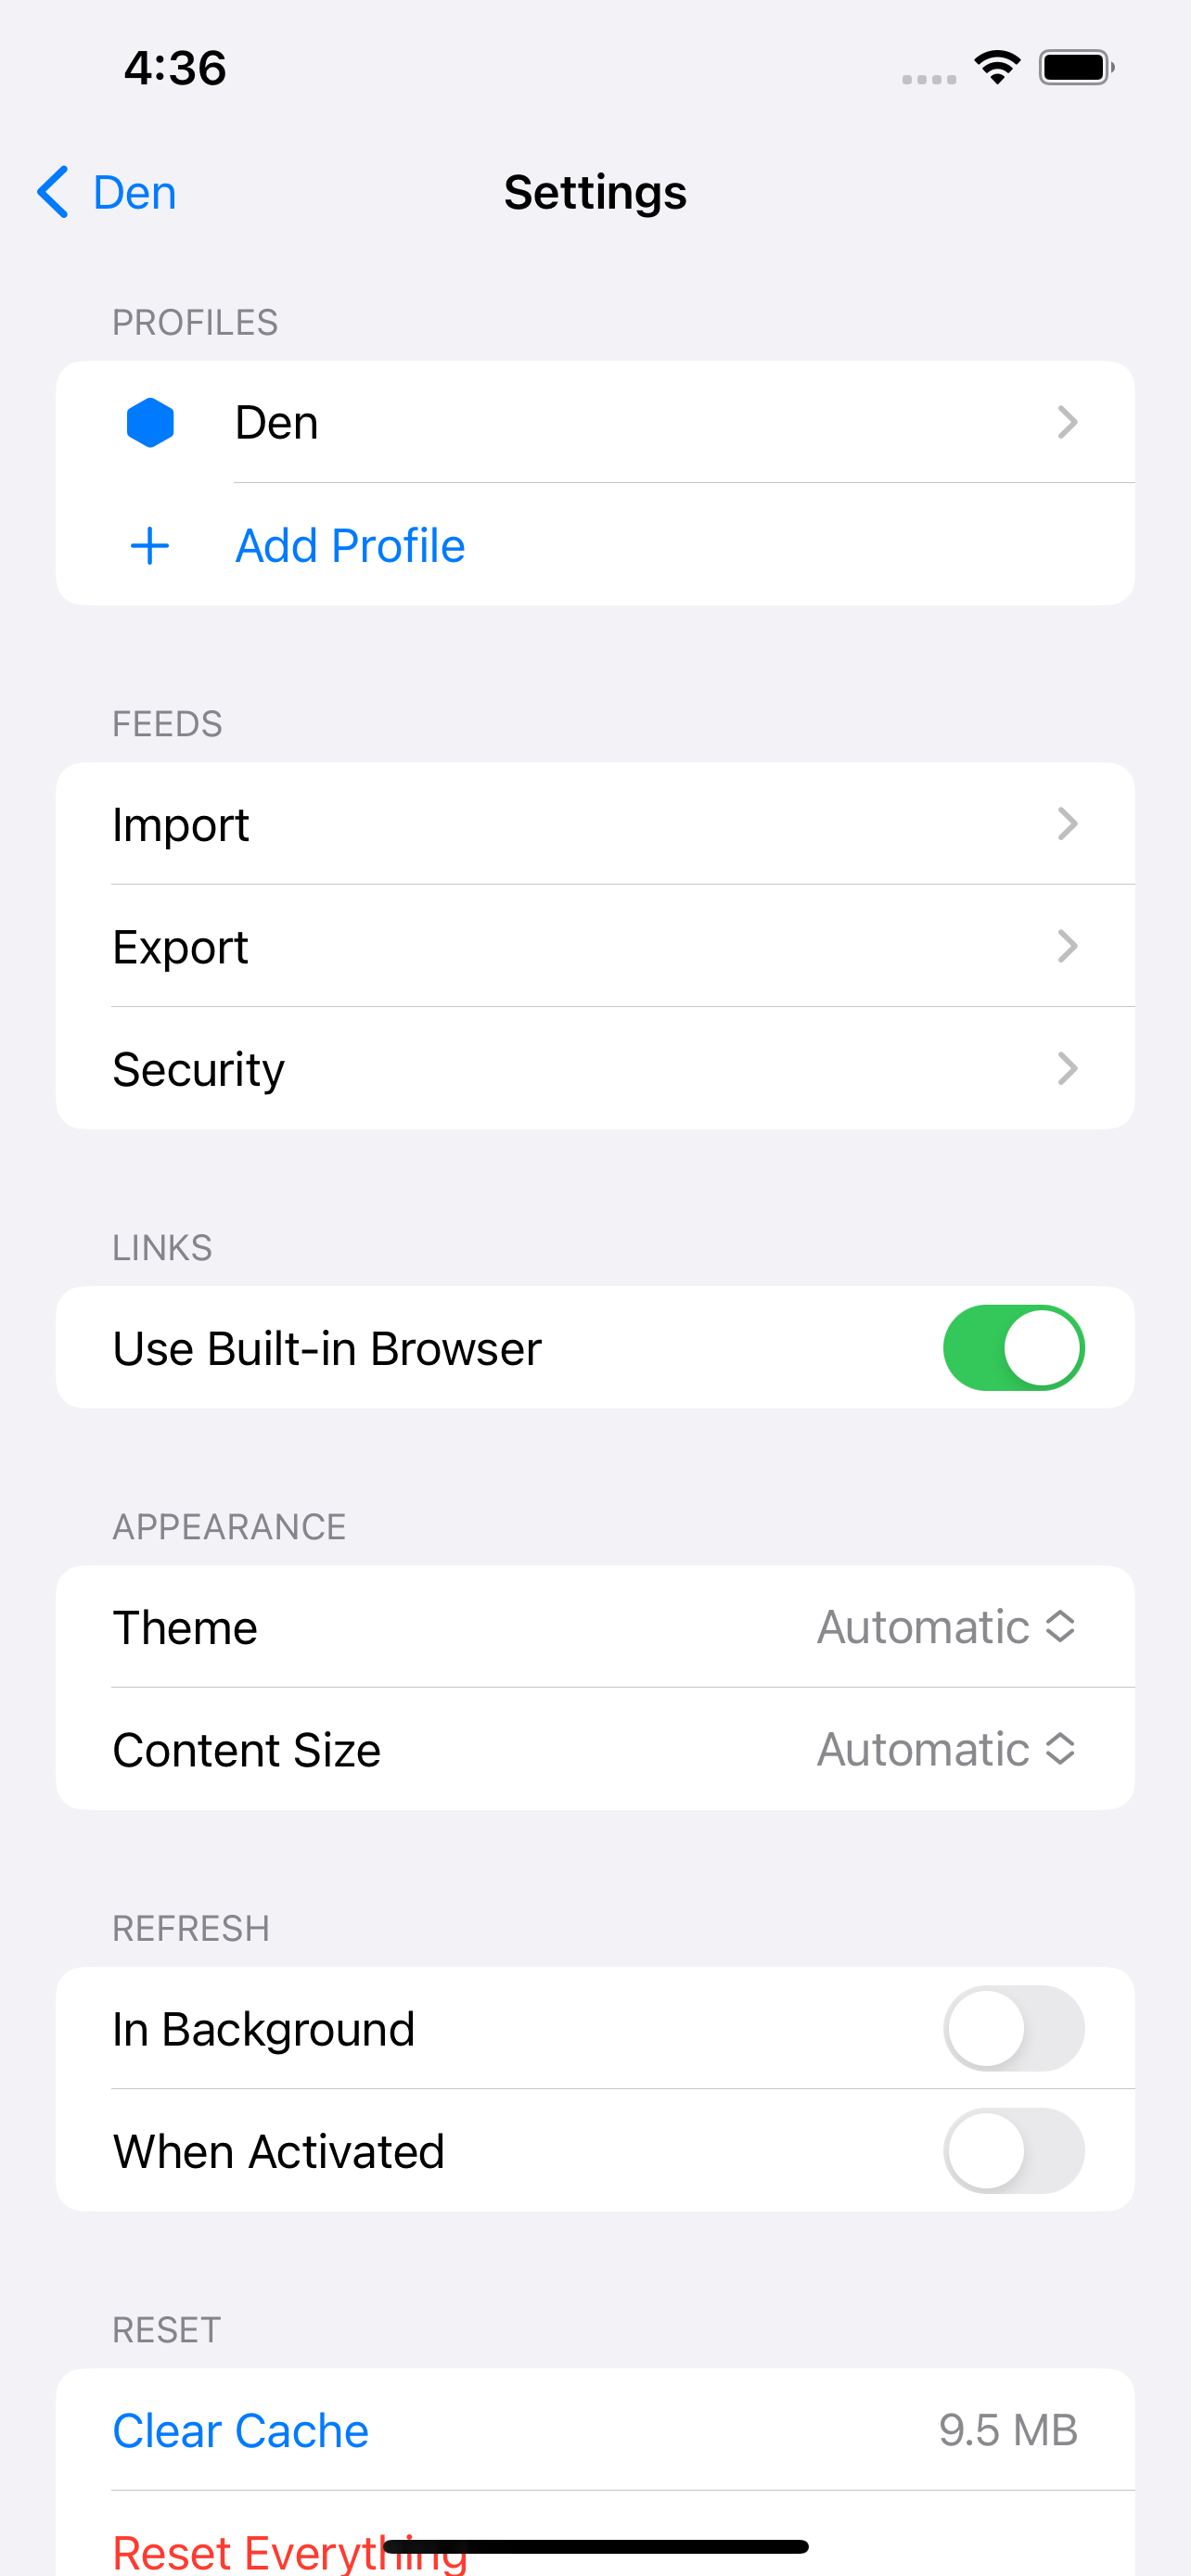 4:36
Den
Settings
PROFILES
Den
Add Profile
FEEDS
Import
Export
Security
LINKS
Use Built-in Browser
APPEARANCE
Theme
Automatic
Content Size
Automatic
REFRESH
In Background
When Activated
RESET
Clear Cache
9.5 MB
Reset Everything